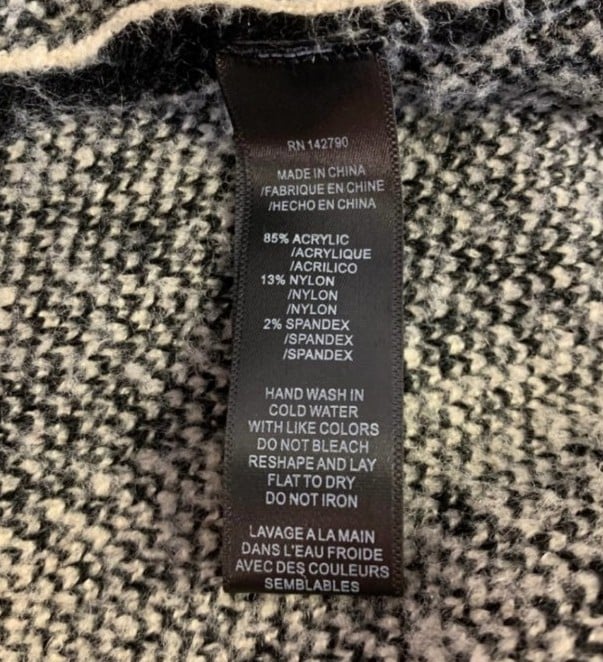 RN 142790
MADE IN CHINA
/FABRIQUE EN CHINE
/HECHO EN CHINA
85% ACRYLIC
/ACRYLIQUE
/ACRILICO
13% NYLON
/NYLON
/NYLON
2% SPANDEX
/SPANDEX
/SPANDEX
HAND WASH IN
COLD WATER
WITH LIKE COLORS
DO NOT BLEACH
RESHAPE AND LAY
FLAT TO DRY
DO NOT IRON
LAVAGE A LA MAIN
DANS L'EAU FROIDE
AVEC DES COULEURS
SEMBLABLES